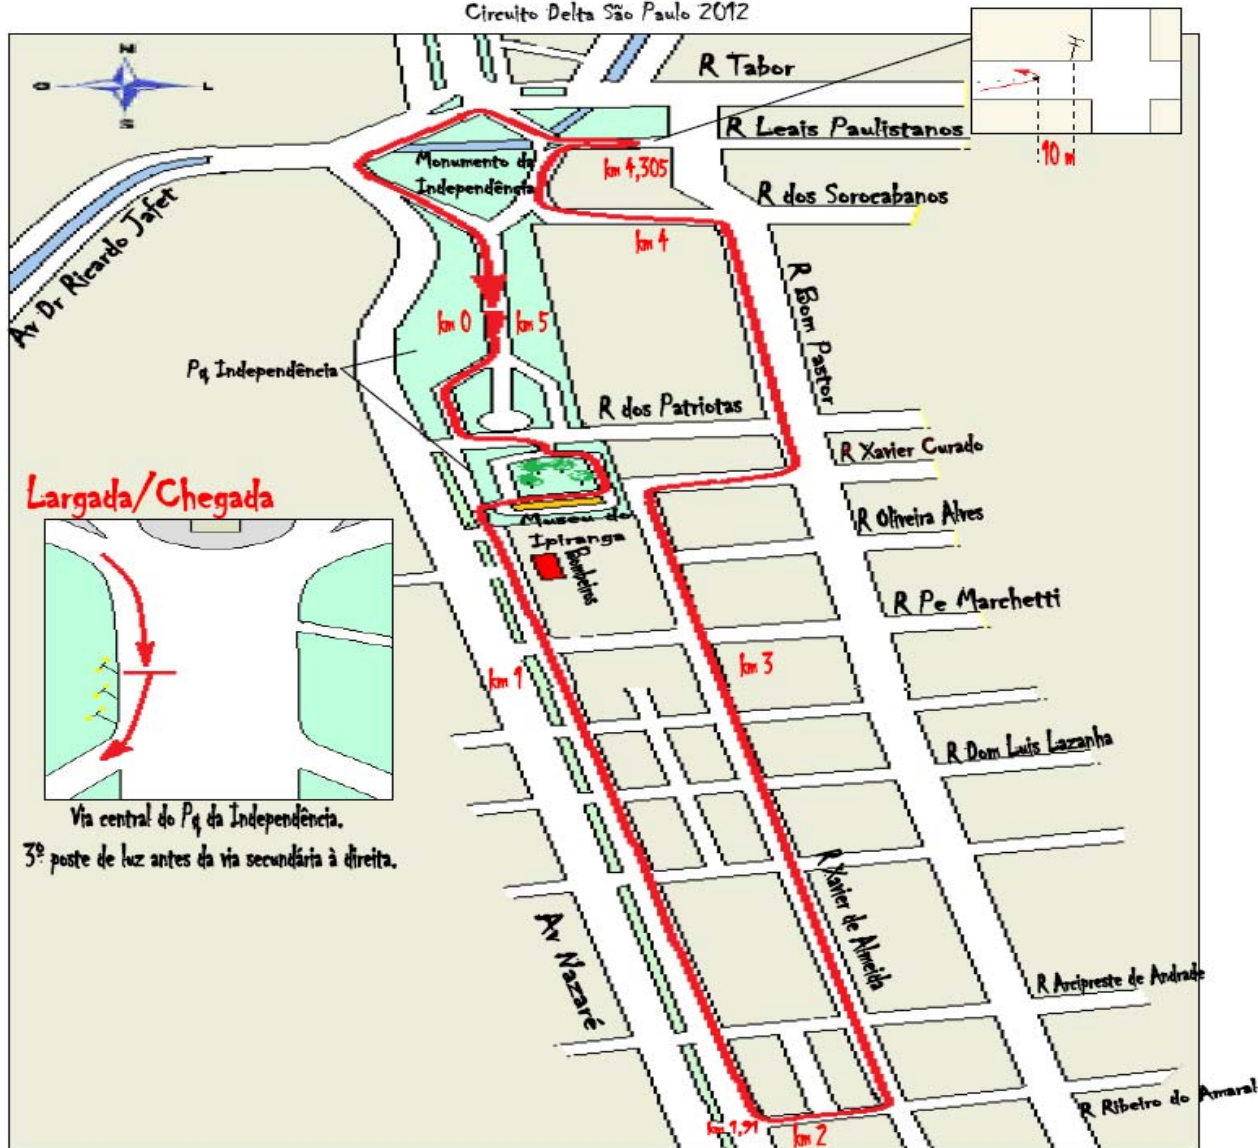 Circuito Delta São Paulo 2012
N
O
L
S
R Tabor
R Leais Paulistanos
10 m
Monumento da
Independência
km 4,305
R dos Sorocabanos
km 4
Av Dr Ricardo Jafet
R Bom Pastor
km 0
km 5
Pq Independência
R dos Patriotas
R Xavier Curado
Largada/Chegada
Museu do
Ipiranga
Bombeiros
R Oliveira Alves
R Pe Marchetti
km 1
km 3
R Dom Luis Lazanha
Via central do Pq da Independência.
3º poste de luz antes da via secundária à direita.
R Xavier de Almeida
Av Nazaré
R Arcipreste de Andrade
R Ribeiro do Amaral
km 1,91
km 2